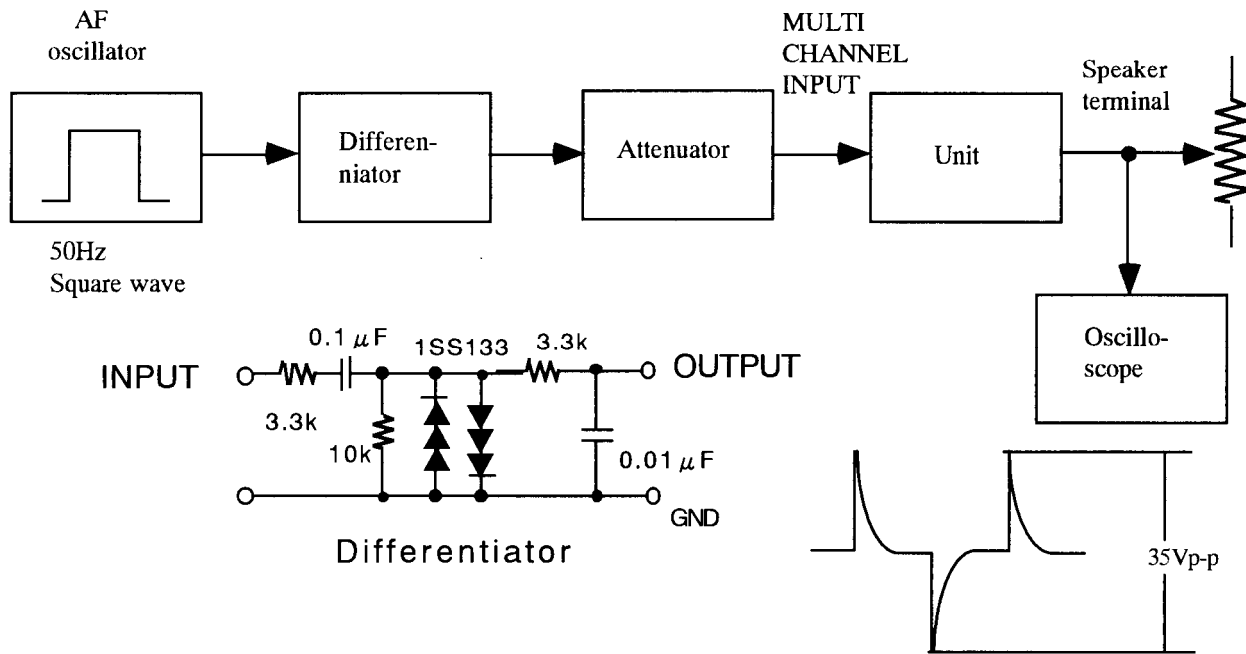 AF
oscillator
MULTI
CHANNEL
INPUT
Speaker
terminal
Differen-
niator
Attenuator
Unit
50Hz
Square wave
Oscillo-
scope
0.1 μF
1SS133
3.3k
INPUT
OUTPUT
3.3k
10k
0.01 μF
GND
Differentiator
35Vp-p